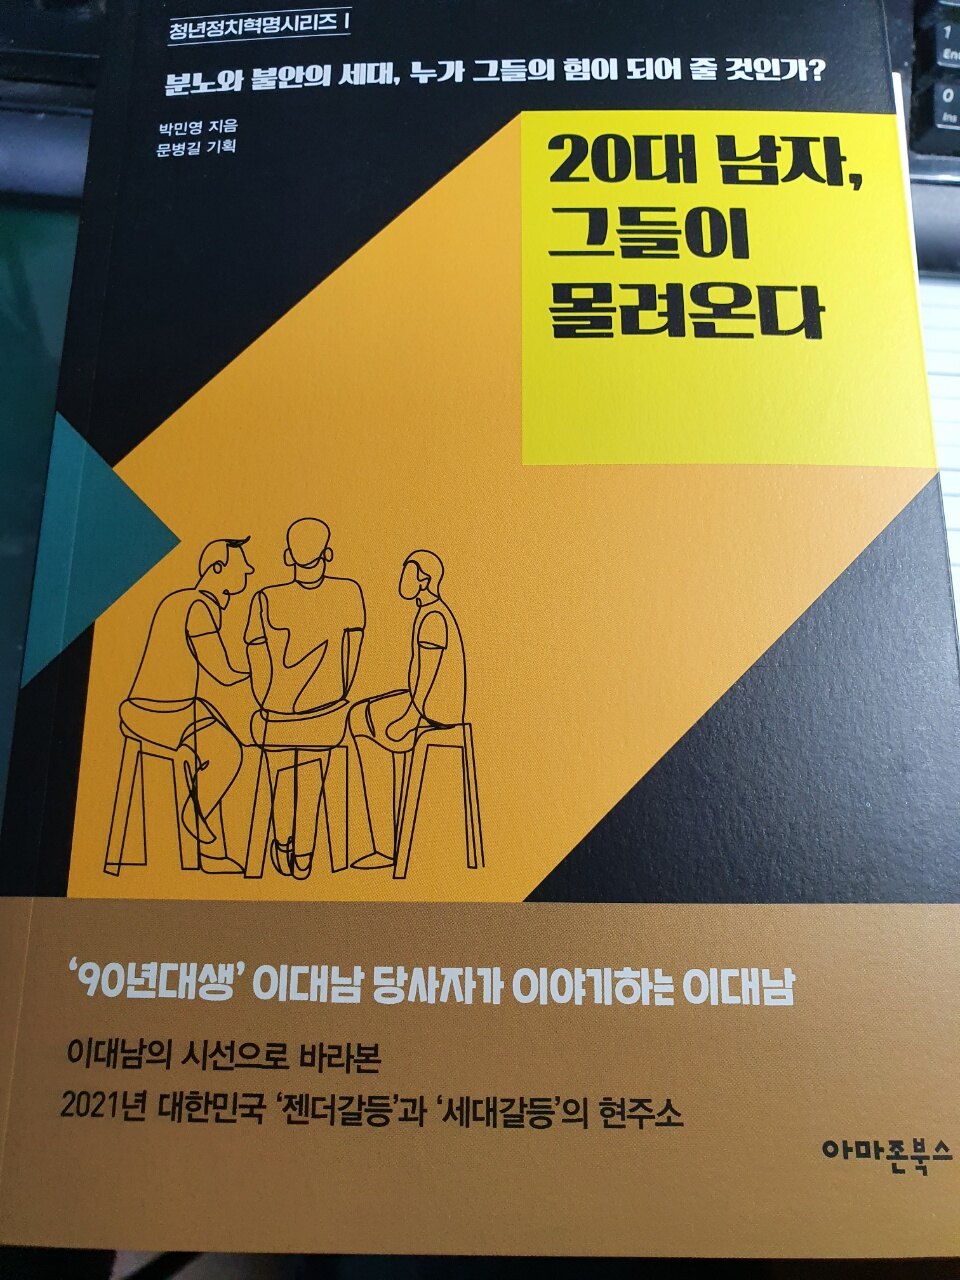 청년정치혁명시리즈 1
분노와 불안의 세대, 누가 그들의 힘이 되어 줄 것인가?
박민영 지음
문병길 기획
20대 남자,
그들이
몰려온다
'90년대생' 이대남 당사자가 이야기하는 이대남
이대남의 시선으로 바라본
2021년 대한민국 '젠더갈등'과 '세대갈등'의 현주소
아마존북스
1
End
0
Ins